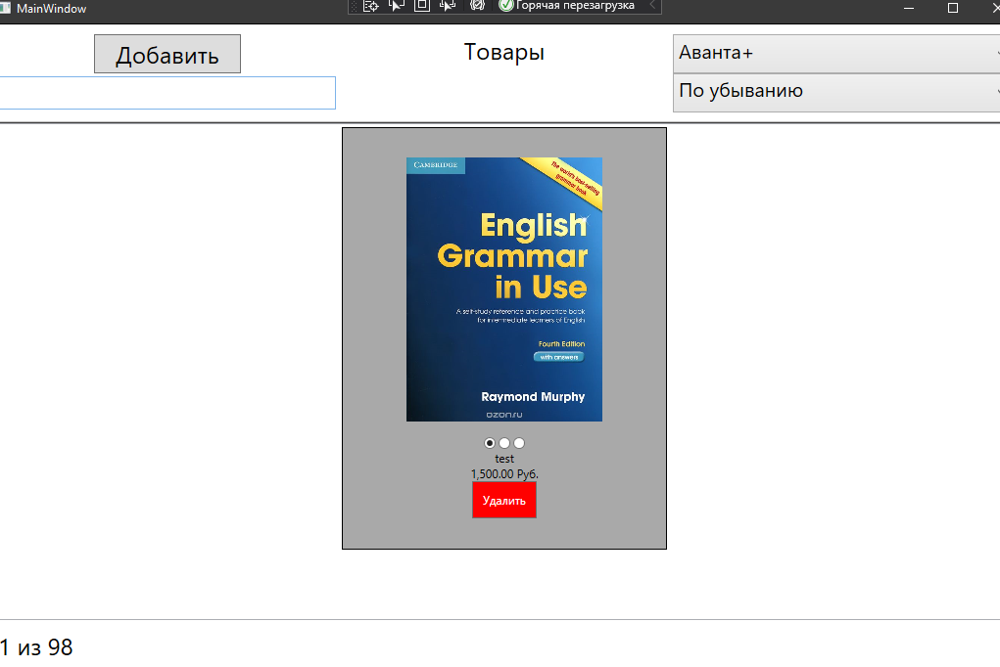 MainWindow
Горячая перезагрузка
Добавить
Товары
Аванта+
По убыванию
CAMBRIDGE
The world's best-selling
grammar book
English
Grammar
in Use
A self-study reference and practice book
for intermediate learners of English
Fourth Edition
with answers
Raymond Murphy
OZON.RU
test
1,500.00 Руб.
Удалить
1 из 98